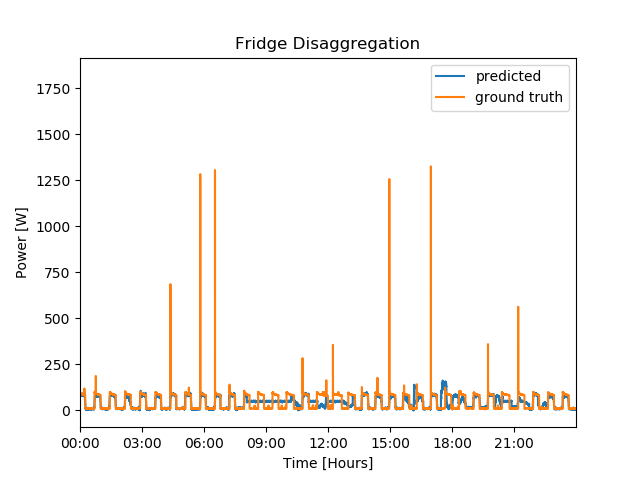 Fridge Disaggregation
predicted
ground truth
1750
1500
1250
1000
750
500
250
0
Power [W]
00:00 03:00 06:00 09:00 12:00 15:00 18:00 21:00
Time [Hours]